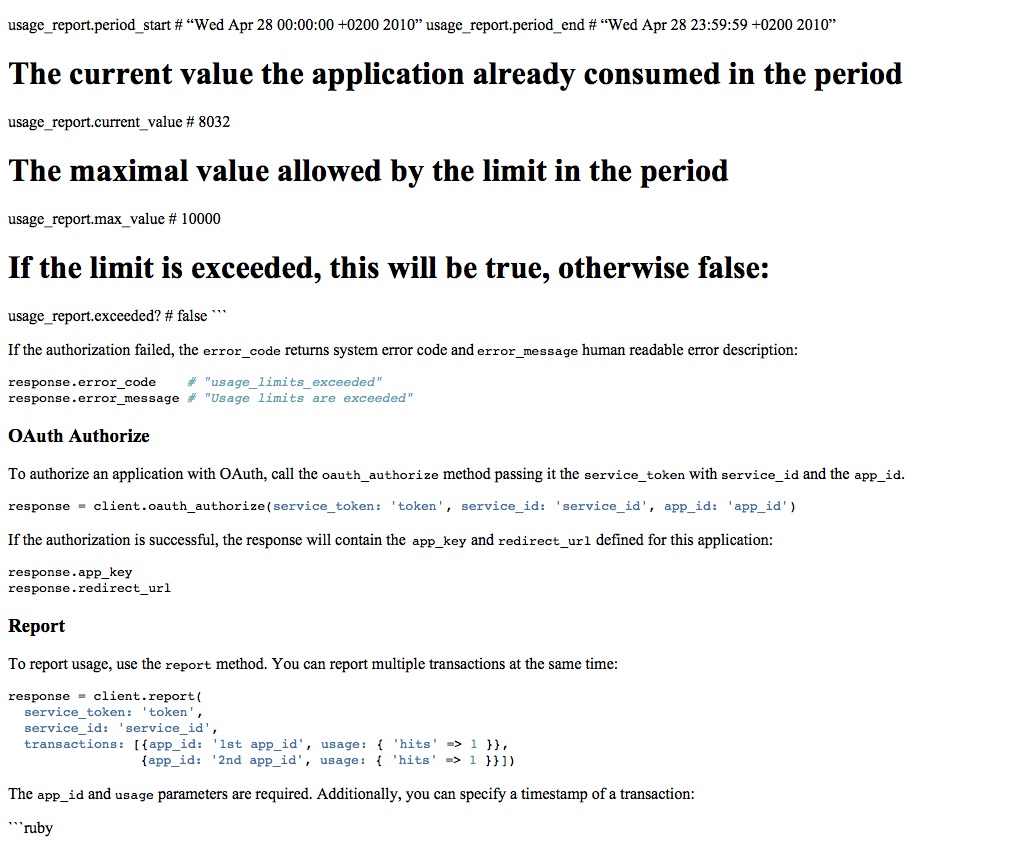 usage_report.period_start # “Wed Apr 28 00:00:00 +0200 2010” usage_report.period_end # “Wed Apr 28 23:59:59 +0200 2010”
The current value the application already consumed in the period
usage_report.current_value # 8032
The maximal value allowed by the limit in the period
usage_report.max_value # 10000
If the limit is exceeded, this will be true, otherwise false:
usage_report.exceeded? # false ```
If the authorization failed, the error_code returns system error code and error_message human readable error description:
response.error_code    # "usage_limits_exceeded"
response.error_message # "Usage limits are exceeded"
OAuth Authorize
To authorize an application with OAuth, call the oauth_authorize method passing it the service_token with service_id and the app_id.
response = client.oauth_authorize(service_token: 'token', service_id: 'service_id', app_id: 'app_id')
If the authorization is successful, the response will contain the app_key and redirect_url defined for this application:
response.app_key
response.redirect_url
Report
To report usage, use the report method. You can report multiple transactions at the same time:
response = client.report(
  service_token: 'token',
  service_id: 'service_id',
  transactions: [{app_id: '1st app_id', usage: { 'hits' => 1 }},
                 {app_id: '2nd app_id', usage: { 'hits' => 1 }}])
The app_id and usage parameters are required. Additionally, you can specify a timestamp of a transaction:
```ruby